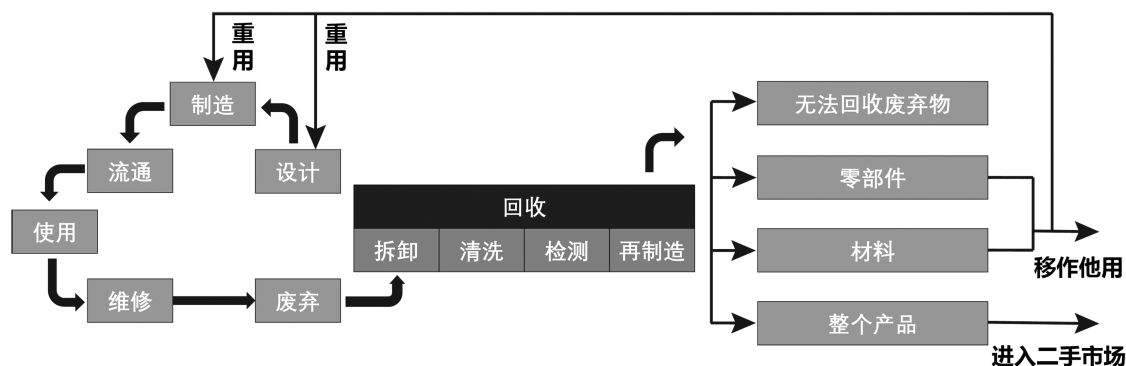 重用
重用
制造
无法回收废弃物
流通
设计
零部件
回收
使用
拆卸
清洗
检测
再制造
材料
移作他用
维修
废弃
整个产品
进入二手市场